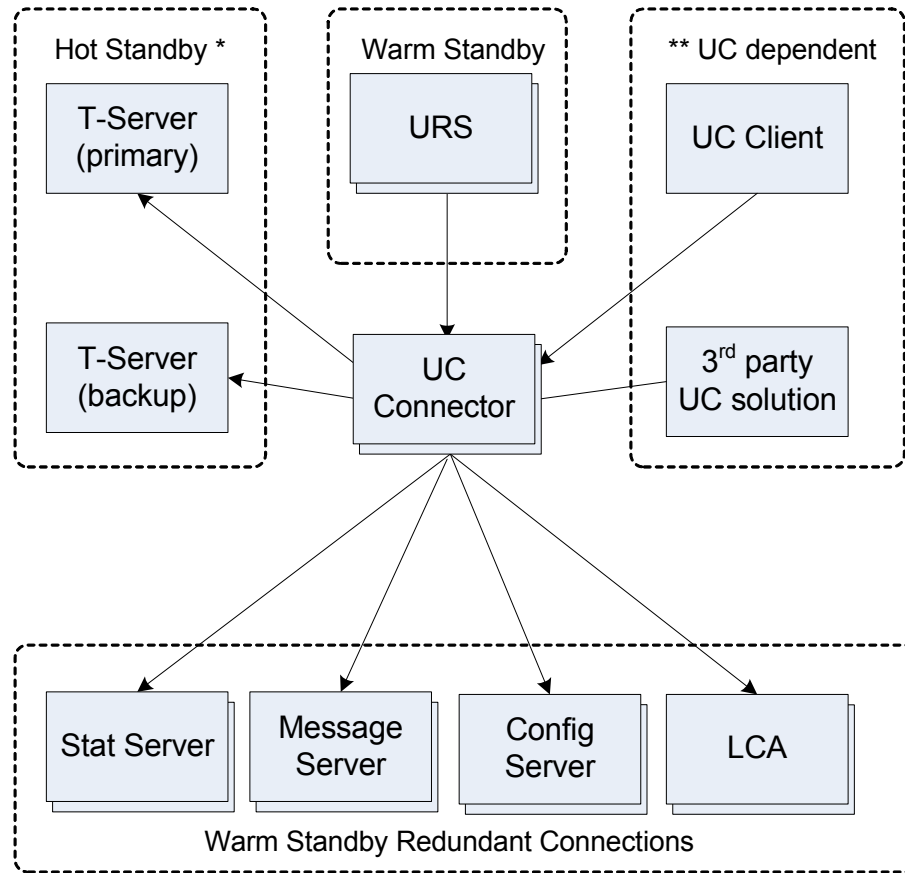 Hot Standby *
Warm Standby
** UC dependent
T-Server
(primary)
URS
UC Client
T-Server
(backup)
UC
Connector
3rd party
UC solution
Stat Server
Message
Server
Config
Server
LCA
Warm Standby Redundant Connections